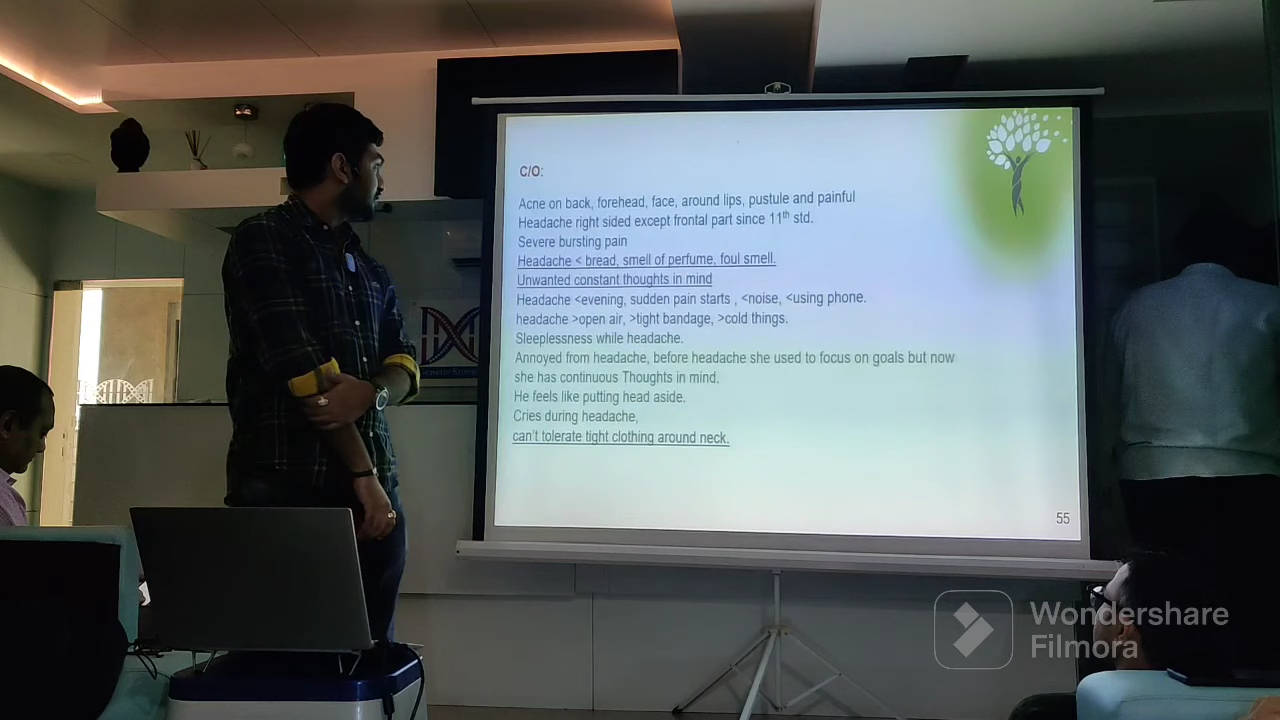 C/O:
Acne on back, forehead, face, around lips, pustule and painful
Headache right sided except frontal part since 11th std.
Severe bursting pain
Headache < bread, smell of perfume, foul smell.
Unwanted constant thoughts in mind
Headache <evening, sudden pain starts , <noise, <using phone.
headache >open air, >tight bandage, >cold things.
Sleeplessness while headache.
Annoyed from headache, before headache she used to focus on goals but now
she has continuous Thoughts in mind,
He feels like putting head aside.
Cries during headache,
can't tolerate tight clothing around neck.
55
Wondershare
Filmora